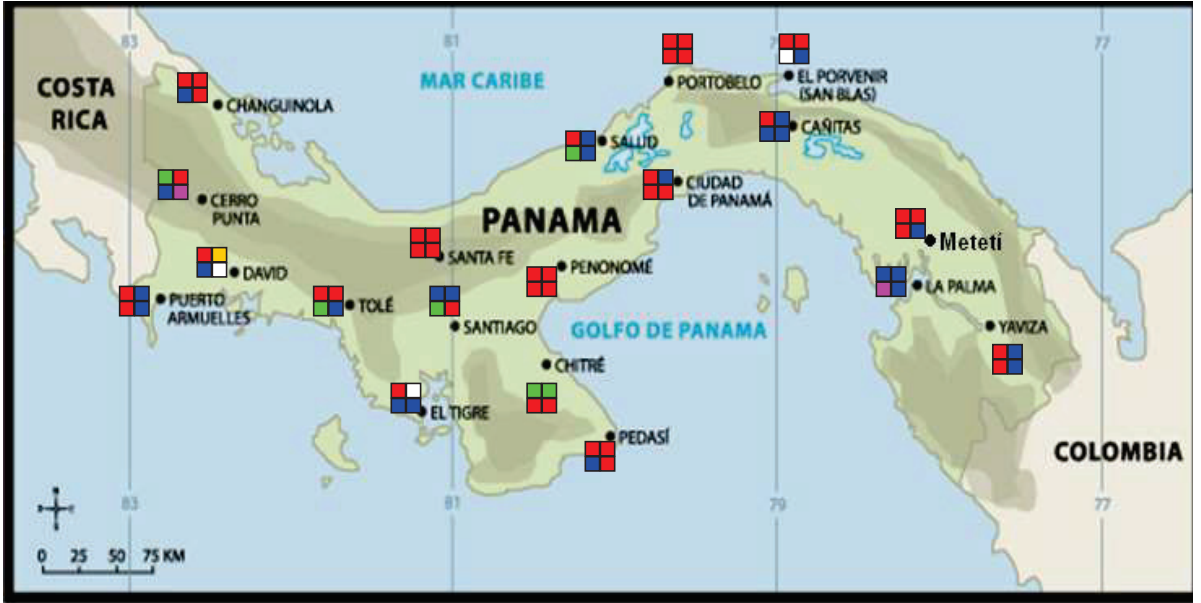 83
81
79
77
COSTA
RICA
MAR CARIBE
PORTOBELO
EL PORVENIR
(SAN BLAS)
CHANGUINOLA
CAÑITAS
SALUD
CERRO
PUNTA
CIUDAD
DE PANAMÁ
PANAMA
Metetí
SANTA FE
PENONOMÉ
DAVID
LA PALMA
PUERTO
ARMUELLES
TOLÉ
SANTIAGO
GOLFO DE PANAMA
YAVIZA
CHITRÉ
EL TIGRE
PEDASÍ
COLOMBIA
83
81
79
77
0 25 50 75 KM